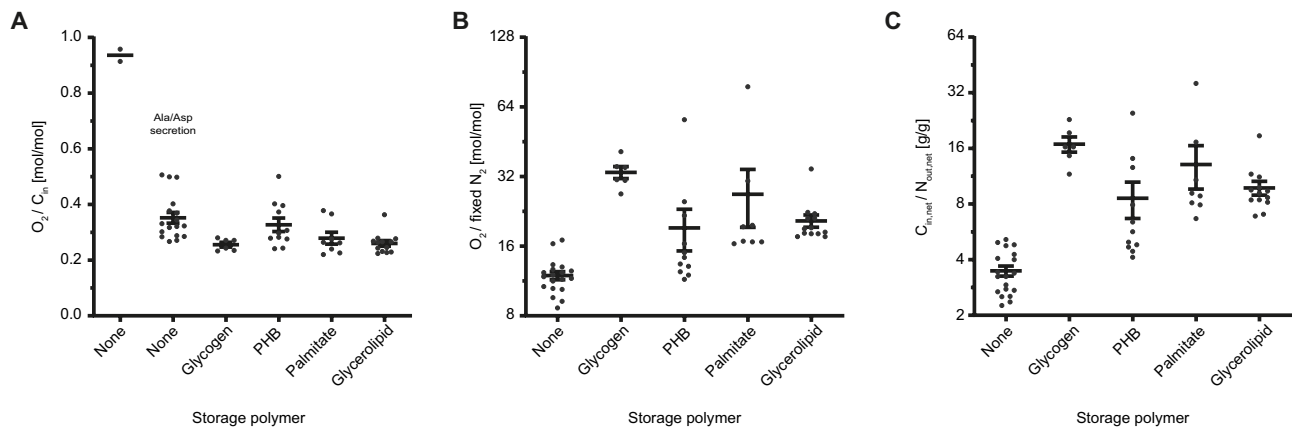 A
O2 / Cin [mol/mol]
1.0
0.8
0.6
0.4
0.2
0.0
Ala/Asp
secretion
None
None
Glycogen
PHB
Palmitate
Glycerolipid
Storage polymer
B
O2 / fixed N2 [mol/mol]
128
64
32
16
8
None
Glycogen
PHB
Palmitate
Glycerolipid
Storage polymer
C
Cin,net / Nout,net [g/g]
64
32
16
8
4
2
None
Glycogen
PHB
Palmitate
Glycerolipid
Storage polymer